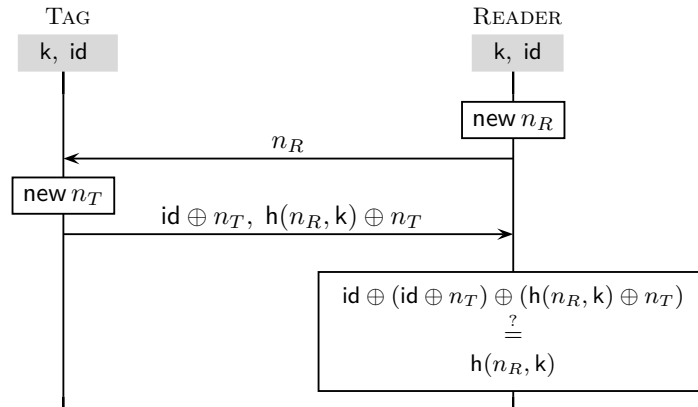 TAG
READER
k, id
k, id
new n_R
n_R
new n_T
id ⊕ n_T, h(n_R, k) ⊕ n_T
id ⊕ (id ⊕ n_T) ⊕ (h(n_R, k) ⊕ n_T)
?
=
h(n_R, k)